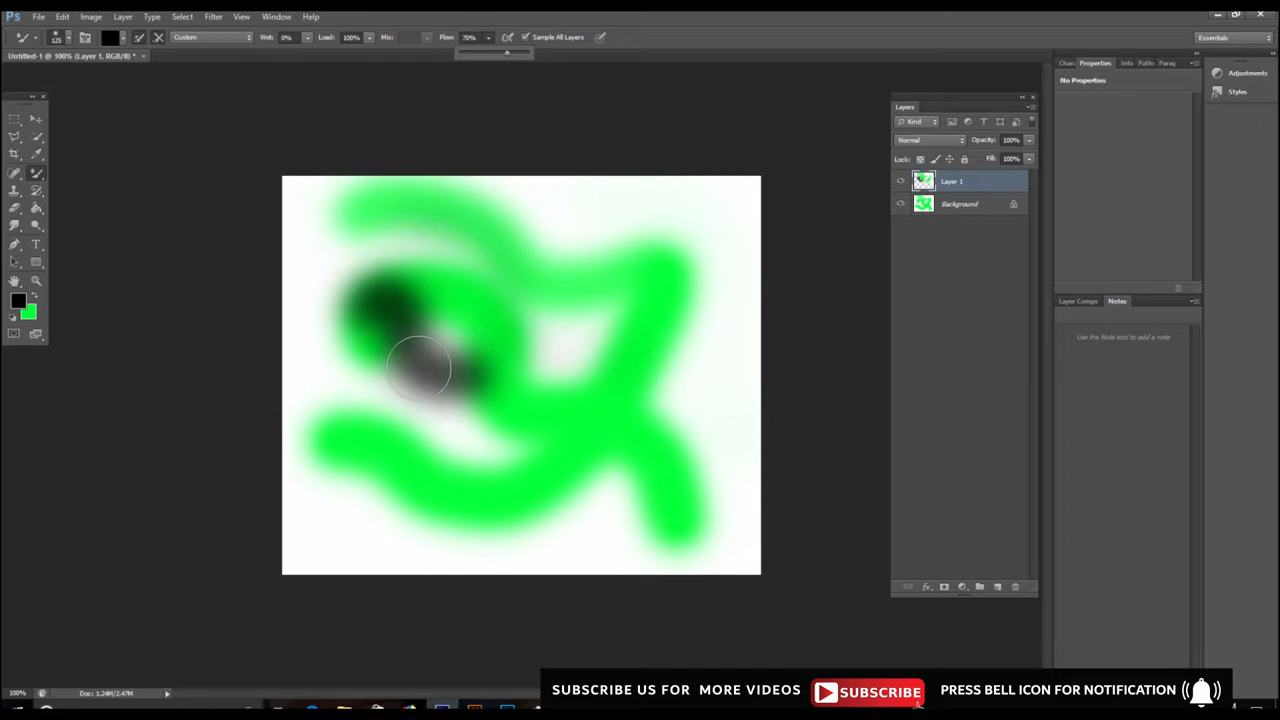 Ps File Edit Image Layer Type Select Filter View Window Help
125 Custom Wet: 0% Load: 100% Mix: Flow: 70% Sample All Layers Essentials
Untitled-1 @ 100% (Layer 1, RGB/8) * ×
Chan Properties Info Paths Parag
No Properties
Adjustments
Styles
Layers
Kind
Normal Opacity: 100%
Lock: Fill: 100%
Layer 1
Background
Layer Comps Notes
Use the Note tool to add a note
100% Doc: 1.24M/2.47M
SUBSCRIBE US FOR MORE VIDEOS SUBSCRIBE PRESS BELL ICON FOR NOTIFICATION